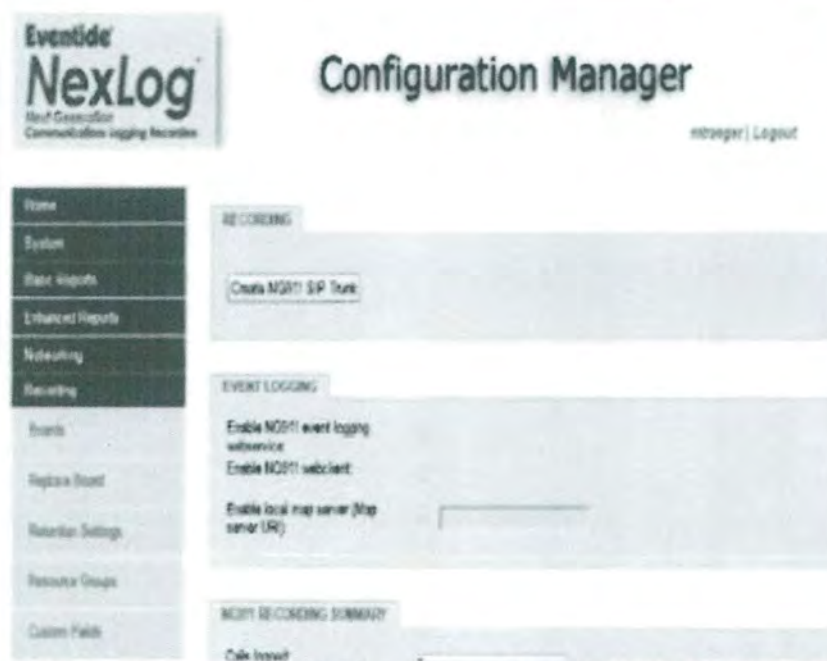 Eventide
NexLog
Next Generation
Communications Logging Recorders
Configuration Manager
| Logout
Home
System
Basic Reports
Enhanced Reports
Networking
Recording
Boards
Replace Board
Retention Settings
Resource Groups
Custom Fields
RECORDING
Create NG911 SIP Trunk
EVENT LOGGING
Enable NG911 event logging
webservice:
Enable NG911 webclient:
Enable local map server (Map
server URI):
NG911 RECORDING SUMMARY
Calls logged: